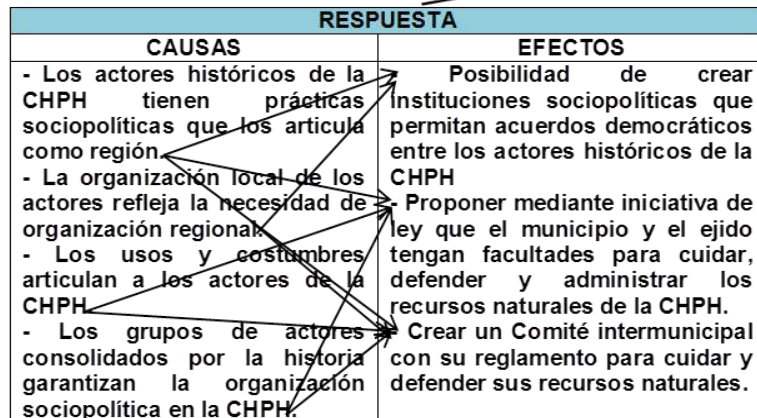 RESPUESTA
CAUSAS
- Los actores históricos de la
CHPH tienen prácticas
sociopolíticas que los articula
como región.
- La organización local de los
actores refleja la necesidad de
organización regional.
- Los usos y costumbres
articulan a los actores de la
CHPH.
- Los grupos de actores
consolidados por la historia
garantizan la organización
sociopolítica en la CHPH.
EFECTOS
Posibilidad de crear
instituciones sociopolíticas que
permitan acuerdos democráticos
entre los actores históricos de la
CHPH
- Proponer mediante iniciativa de
ley que el municipio y el ejido
tengan facultades para cuidar,
defender y administrar los
recursos naturales de la CHPH.
- Crear un Comité intermunicipal
con su reglamento para cuidar y
defender sus recursos naturales.